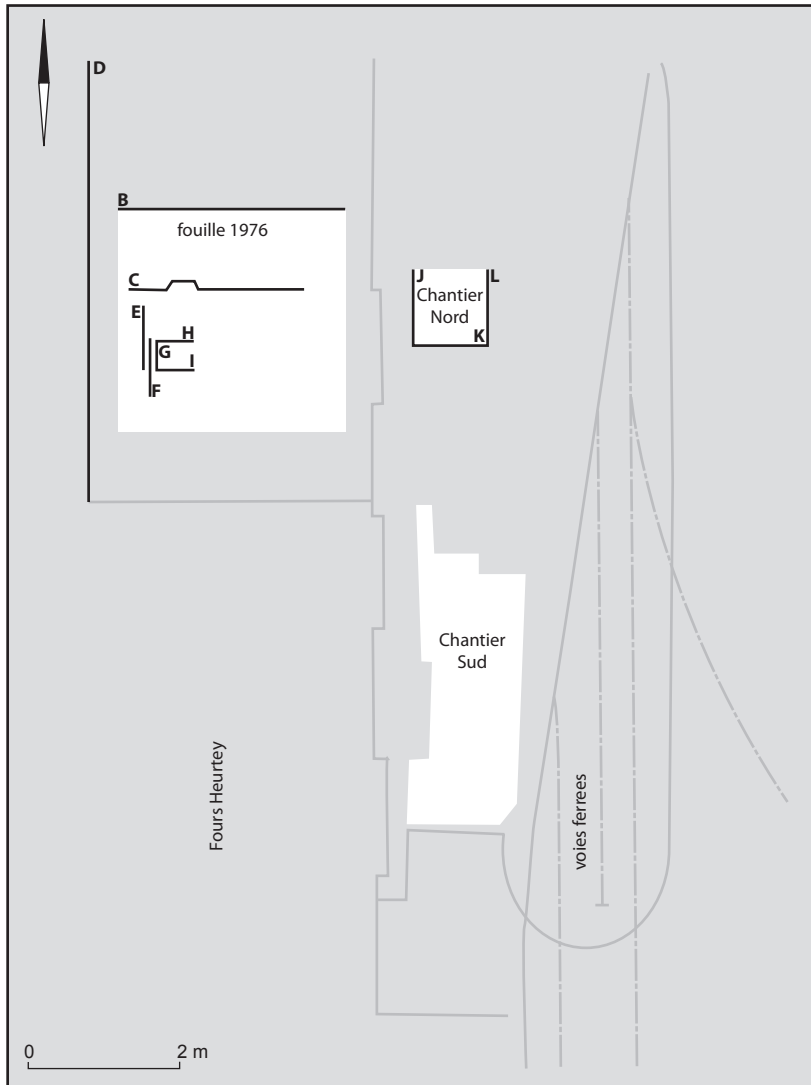 D
B
fouille 1976
C
E
H
G
I
F
J
L
Chantier
Nord
K
Chantier
Sud
Fours Heurtey
voies ferrees
0
2 m